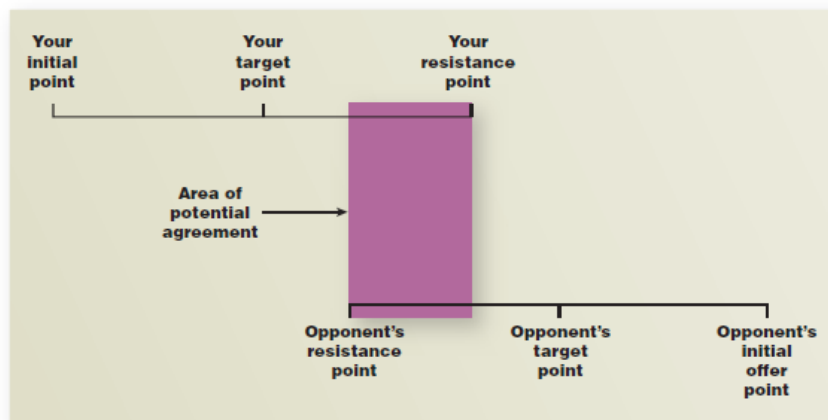 Your
initial
point
Your
target
point
Your
resistance
point
Area of
potential
agreement
Opponent's
resistance
point
Opponent's
target
point
Opponent's
initial
offer
point